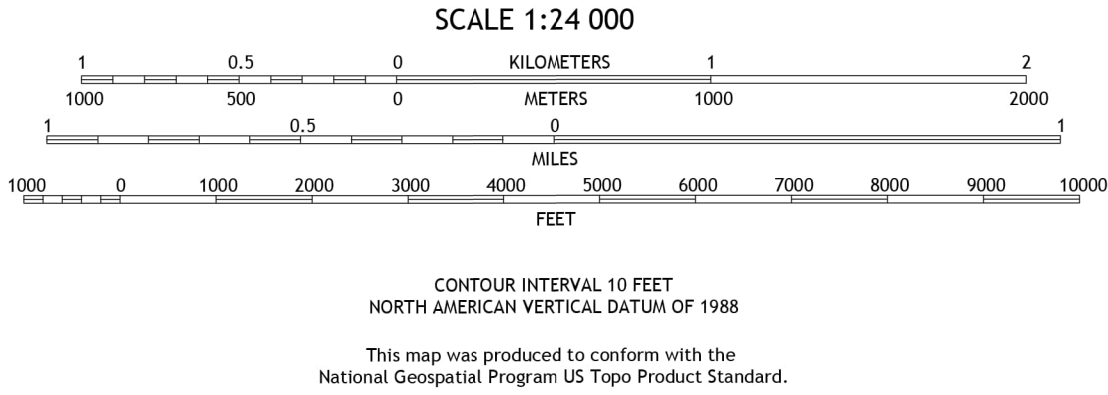 SCALE 1:24 000
1 0.5 0 KILOMETERS 1 2
1000 500 0 METERS 1000 2000
1 0.5 0 1
MILES
1000 0 1000 2000 3000 4000 5000 6000 7000 8000 9000 10000
FEET
CONTOUR INTERVAL 10 FEET
NORTH AMERICAN VERTICAL DATUM OF 1988
This map was produced to conform with the
National Geospatial Program US Topo Product Standard.